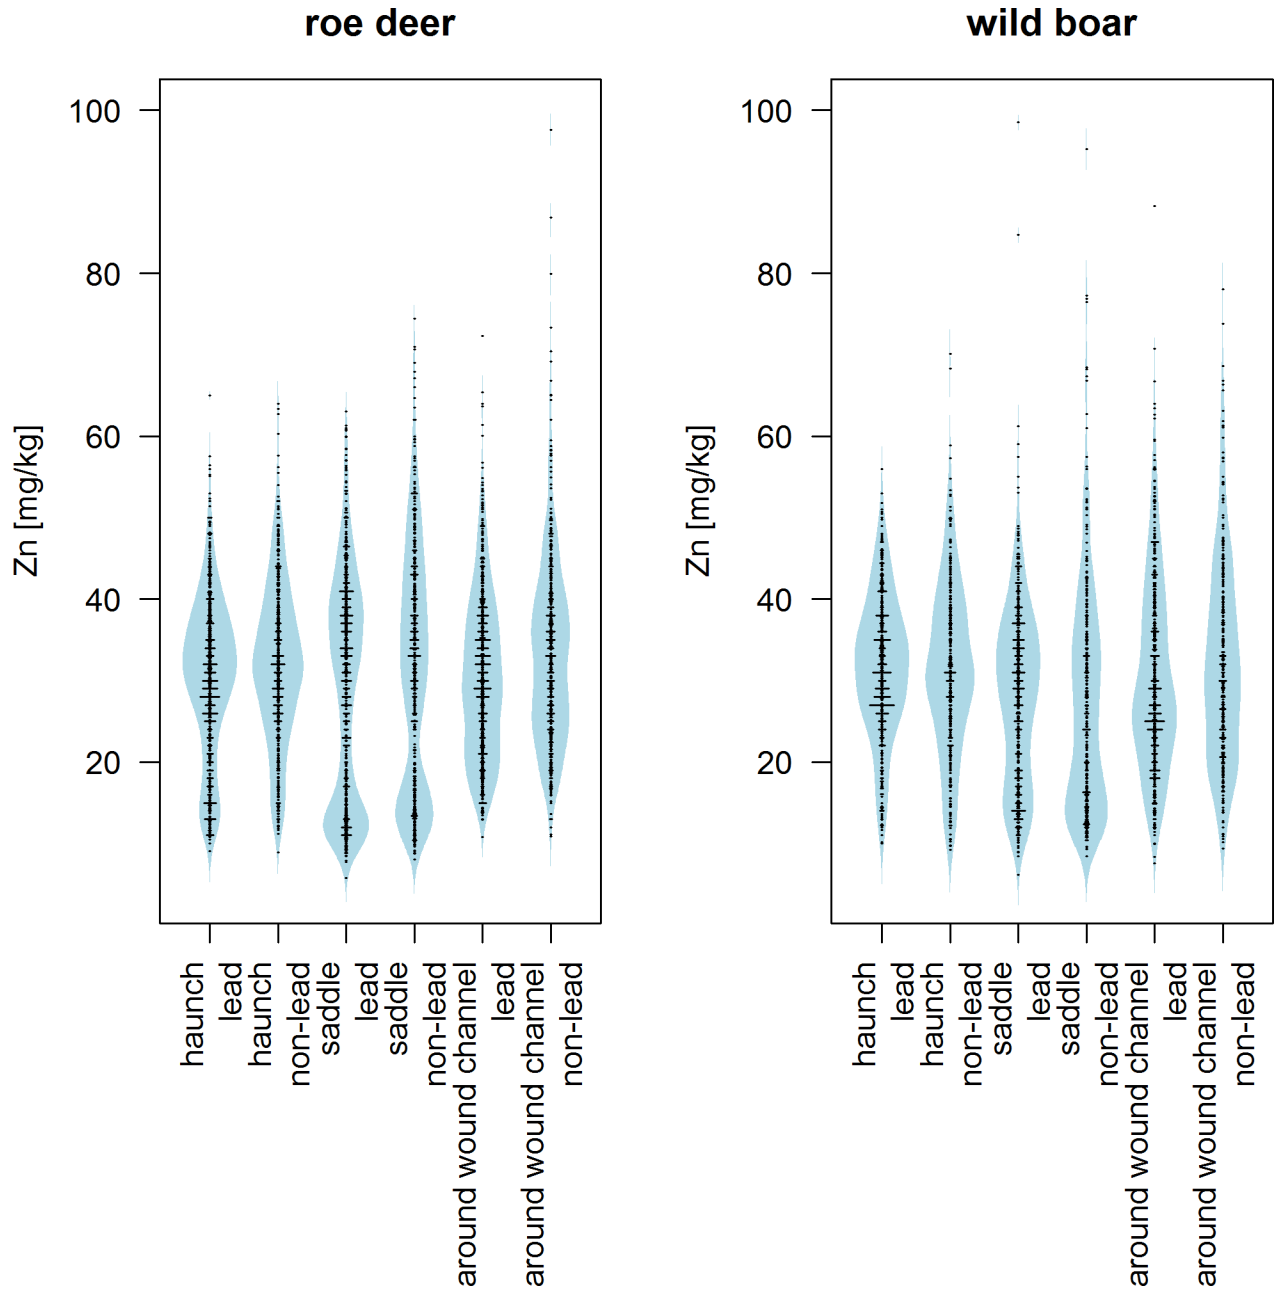 roe deer
wild boar
Zn [mg/kg]
100
80
60
40
20
haunch
lead
haunch
non-lead
saddle
lead
saddle
non-lead
around wound channel
lead
around wound channel
non-lead
Zn [mg/kg]
100
80
60
40
20
haunch
lead
haunch
non-lead
saddle
lead
saddle
non-lead
around wound channel
lead
around wound channel
non-lead